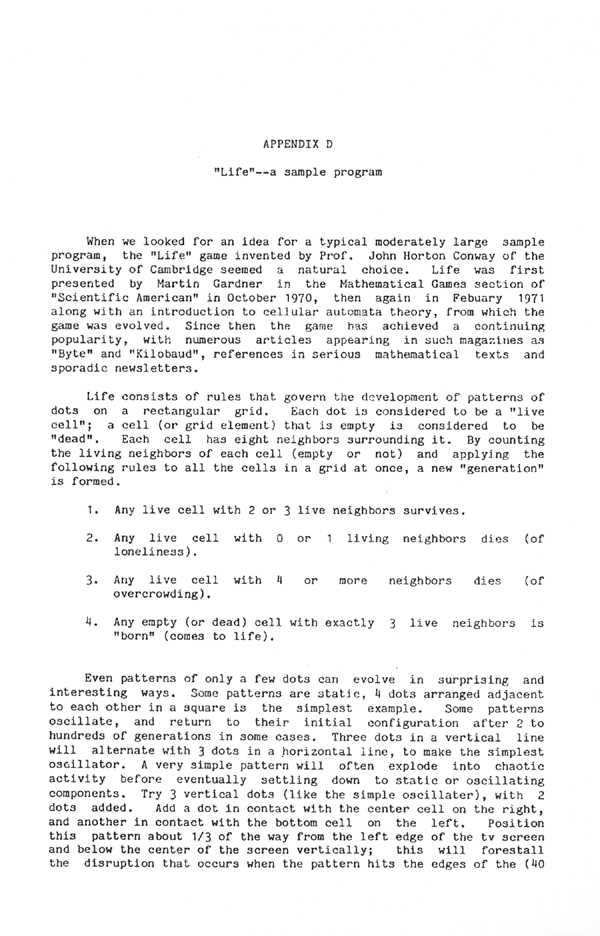 APPENDIX D
"Life"--a sample program
When we looked for an idea for a typical moderately large sample
program, the "Life" game invented by Prof. John Horton Conway of the
University of Cambridge seemed a natural choice. Life was first
presented by Martin Gardner in the Mathematical Games section of
"Scientific American" in October 1970, then again in Febuary 1971
along with an introduction to cellular automata theory, from which the
game was evolved. Since then the game has achieved a continuing
popularity, with numerous articles appearing in such magazines as
"Byte" and "Kilobaud", references in serious mathematical texts and
sporadic newsletters.
Life consists of rules that govern the development of patterns of
dots on a rectangular grid. Each dot is considered to be a "live
cell"; a cell (or grid element) that is empty is considered to be
"dead". Each cell has eight neighbors surrounding it. By counting
the living neighbors of each cell (empty or not) and applying the
following rules to all the cells in a grid at once, a new "generation"
is formed.
1. Any live cell with 2 or 3 live neighbors survives.
2. Any live cell with 0 or 1 living neighbors dies (of
loneliness).
3. Any live cell with 4 or more neighbors dies (of
overcrowding).
4. Any empty (or dead) cell with exactly 3 live neighbors is
"born" (comes to life).
Even patterns of only a few dots can evolve in surprising and
interesting ways. Some patterns are static, 4 dots arranged adjacent
to each other in a square is the simplest example. Some patterns
oscillate, and return to their initial configuration after 2 to
hundreds of generations in some cases. Three dots in a vertical line
will alternate with 3 dots in a horizontal line, to make the simplest
oscillator. A very simple pattern will often explode into chaotic
activity before eventually settling down to static or oscillating
components. Try 3 vertical dots (like the simple oscillater), with 2
dots added. Add a dot in contact with the center cell on the right,
and another in contact with the bottom cell on the left. Position
this pattern about 1/3 of the way from the left edge of the tv screen
and below the center of the screen vertically; this will forestall
the disruption that occurs when the pattern hits the edges of the (40